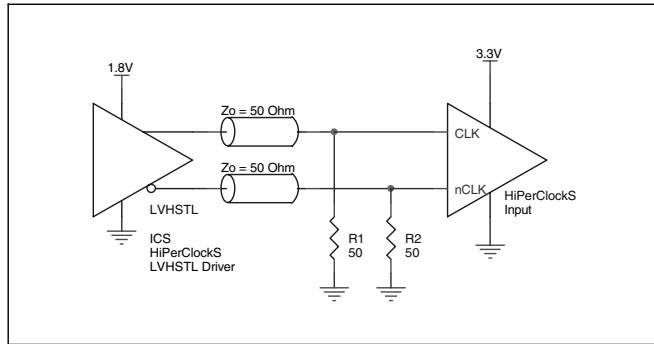 1.8V
3.3V
Zo = 50 Ohm
CLK
Zo = 50 Ohm
nCLK
HiPerClockS
Input
LVHSTL
ICS
HiPerClockS
LVHSTL Driver
R1
50
R2
50